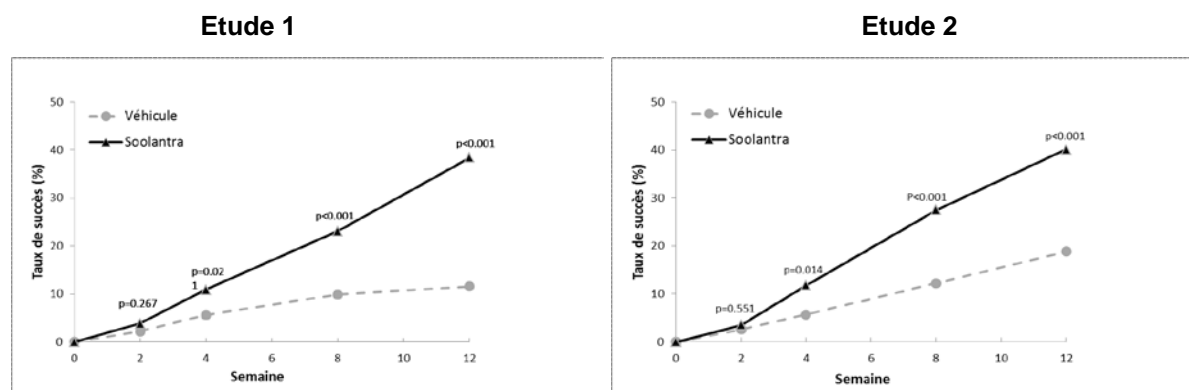 Etude 1
50
Véhicule
Soolantra
40
30
20
10
0
Taux de succès (%)
p=0.267
p=0.02
1
p<0.001
p<0.001
0
2
4
6
8
10
12
Semaine
Etude 2
50
Véhicule
Soolantra
40
30
20
10
0
Taux de succès (%)
p=0.551
p=0.014
P<0.001
p<0.001
0
2
4
6
8
10
12
Semaine